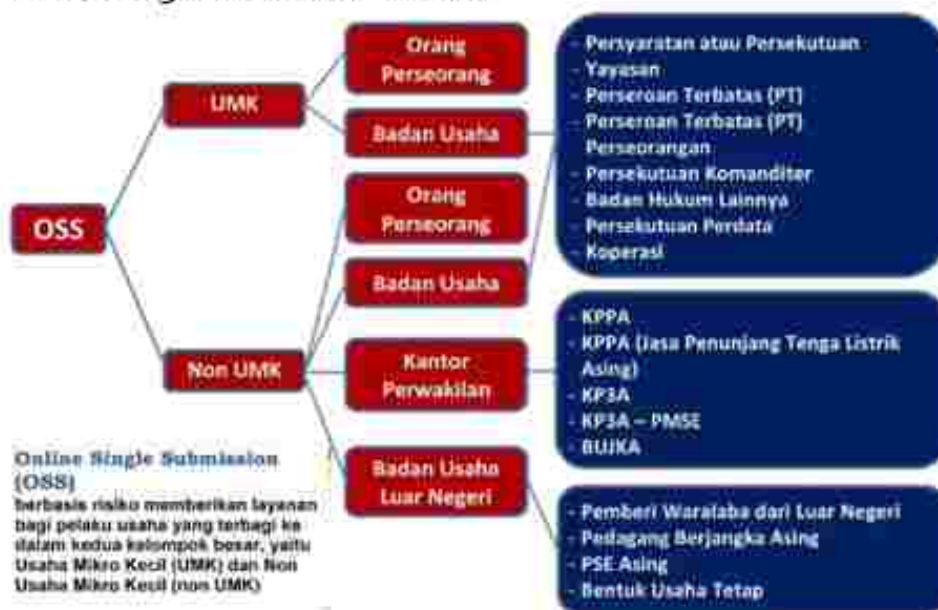 OSS
UMK
Non UMK
Orang
Perseorang
Badan Usaha
Orang
Perseorang
Badan Usaha
Kantor
Perwakilan
Badan Usaha
Luar Negeri
- Persyaratan atau Persekutuan
- Yayasan
- Perseroan Terbatas (PT)
- Perseroan Terbatas (PT)
Perseorangan
- Persekutuan Komanditer
- Badan Hukum Lainnya
- Persekutuan Perdata
- Koperasi
- KPPA
- KPPA (Jasa Penunjang Tenga Listrik
Asing)
- KP3A
- KP3A – PMSE
- BUJKA
- Pemberi Waralaba dari Luar Negeri
- Pedagang Berjangka Asing
- PSE Asing
- Bentuk Usaha Tetap
Online Single Submission
(OSS)
berbasis risiko memberikan layanan
bagi pelaku usaha yang terbagi ke
dalam kedua kelompok besar, yaitu
Usaha Mikro Kecil (UMK) dan Non
Usaha Mikro Kecil (non UMK)